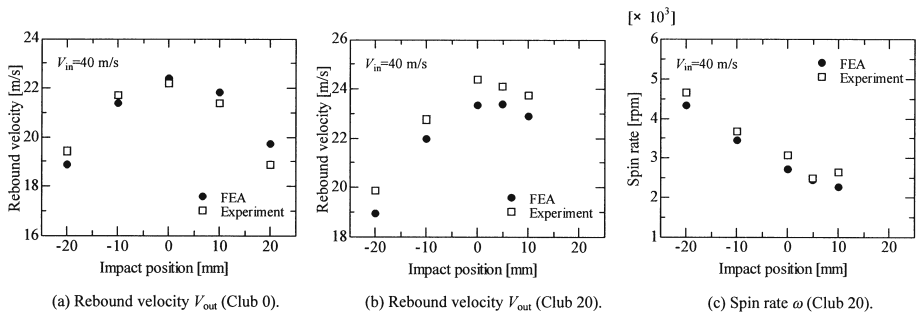 [× 10³]
24
22
20
18
16
Rebound velocity [m/s]
V_in=40 m/s
FEA
Experiment
-20 -10 0 10 20
Impact position [mm]
(a) Rebound velocity V_out (Club 0).
26
24
22
20
18
Rebound velocity [m/s]
V_in=40 m/s
FEA
Experiment
-20 -10 0 10 20
Impact position [mm]
(b) Rebound velocity V_out (Club 20).
6
5
4
3
2
1
Spin rate [rpm]
V_in=40 m/s
FEA
Experiment
-20 -10 0 10 20
Impact position [mm]
(c) Spin rate ω (Club 20).